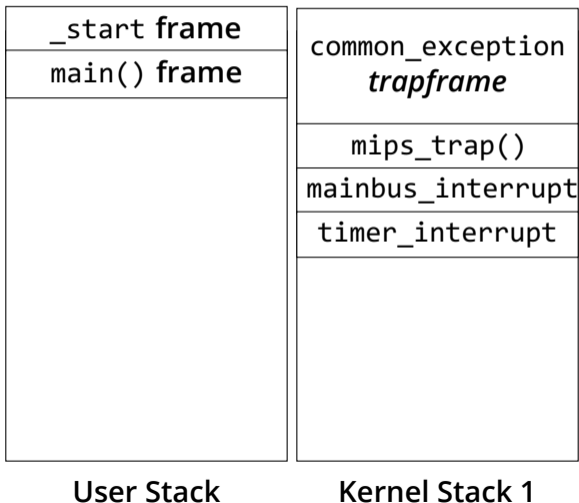 _start frame
main() frame
User Stack
common_exception
trapframe
mips_trap()
mainbus_interrupt
timer_interrupt
Kernel Stack 1